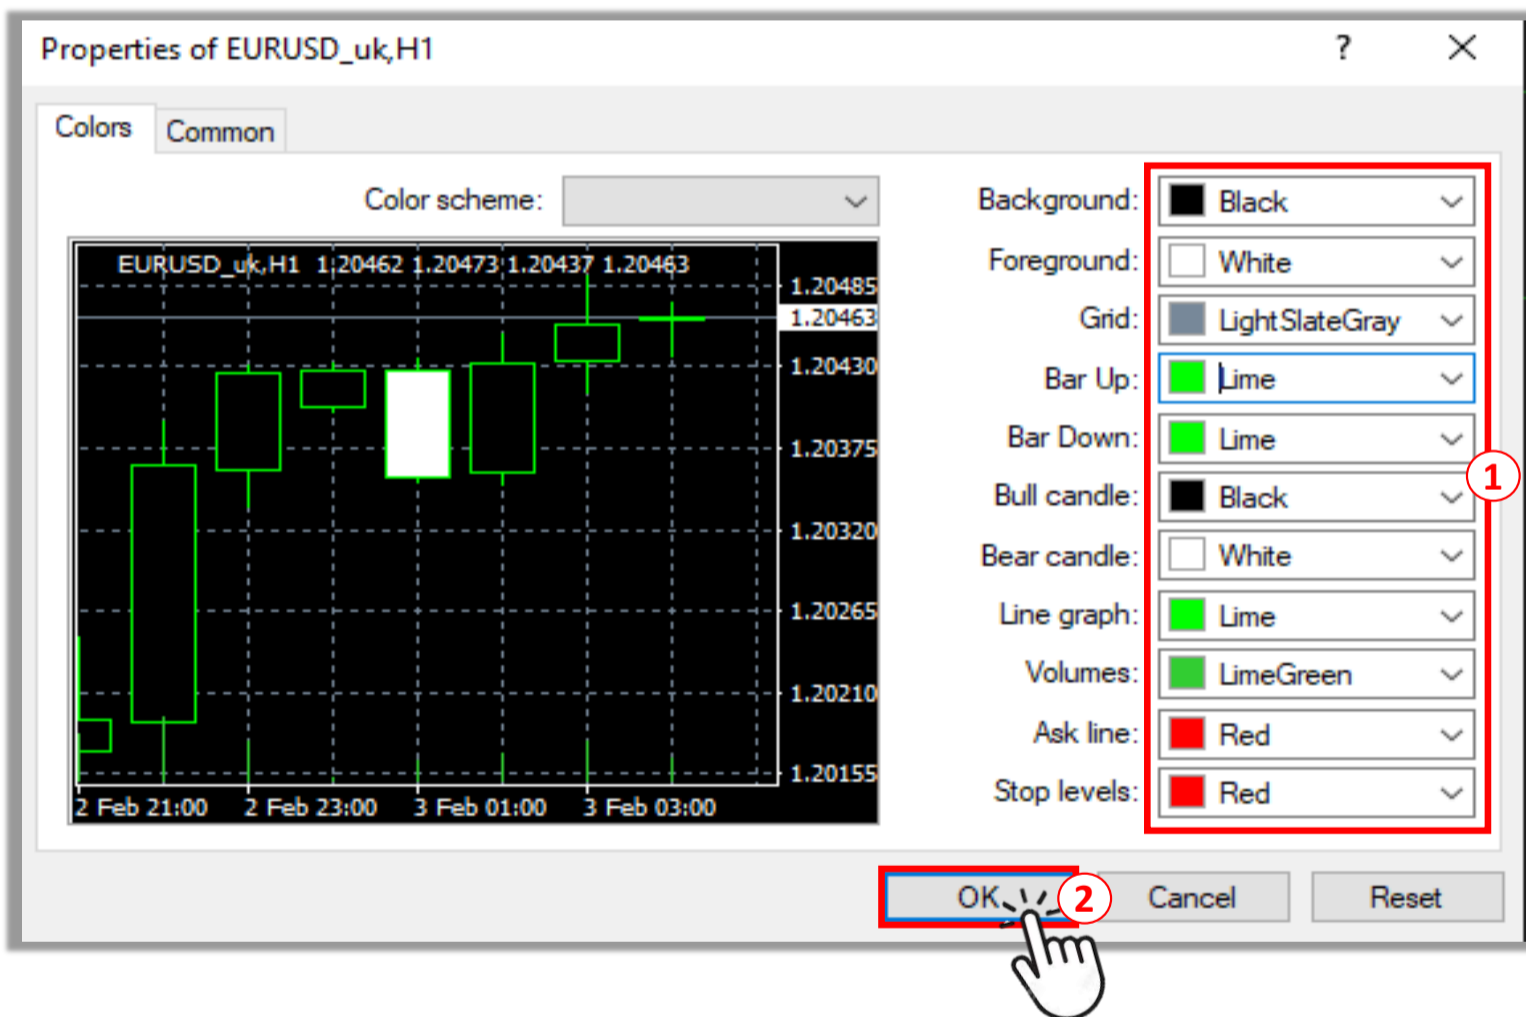 Properties of EURUSD_uk,H1 ?
Colors Common
Color scheme:
EURUSD_uk,H1 1.20462 1.20473 1.20437 1.20463
1.20485
1.20463
1.20430
1.20375
1.20320
1.20265
1.20210
1.20155
2 Feb 21:00 2 Feb 23:00 3 Feb 01:00 3 Feb 03:00
Background: Black
Foreground: White
Grid: LightSlateGray
Bar Up: Lime
Bar Down: Lime
1
Bull candle: Black
Bear candle: White
Line graph: Lime
Volumes: LimeGreen
Ask line: Red
Stop levels: Red
OK 2 Cancel Reset